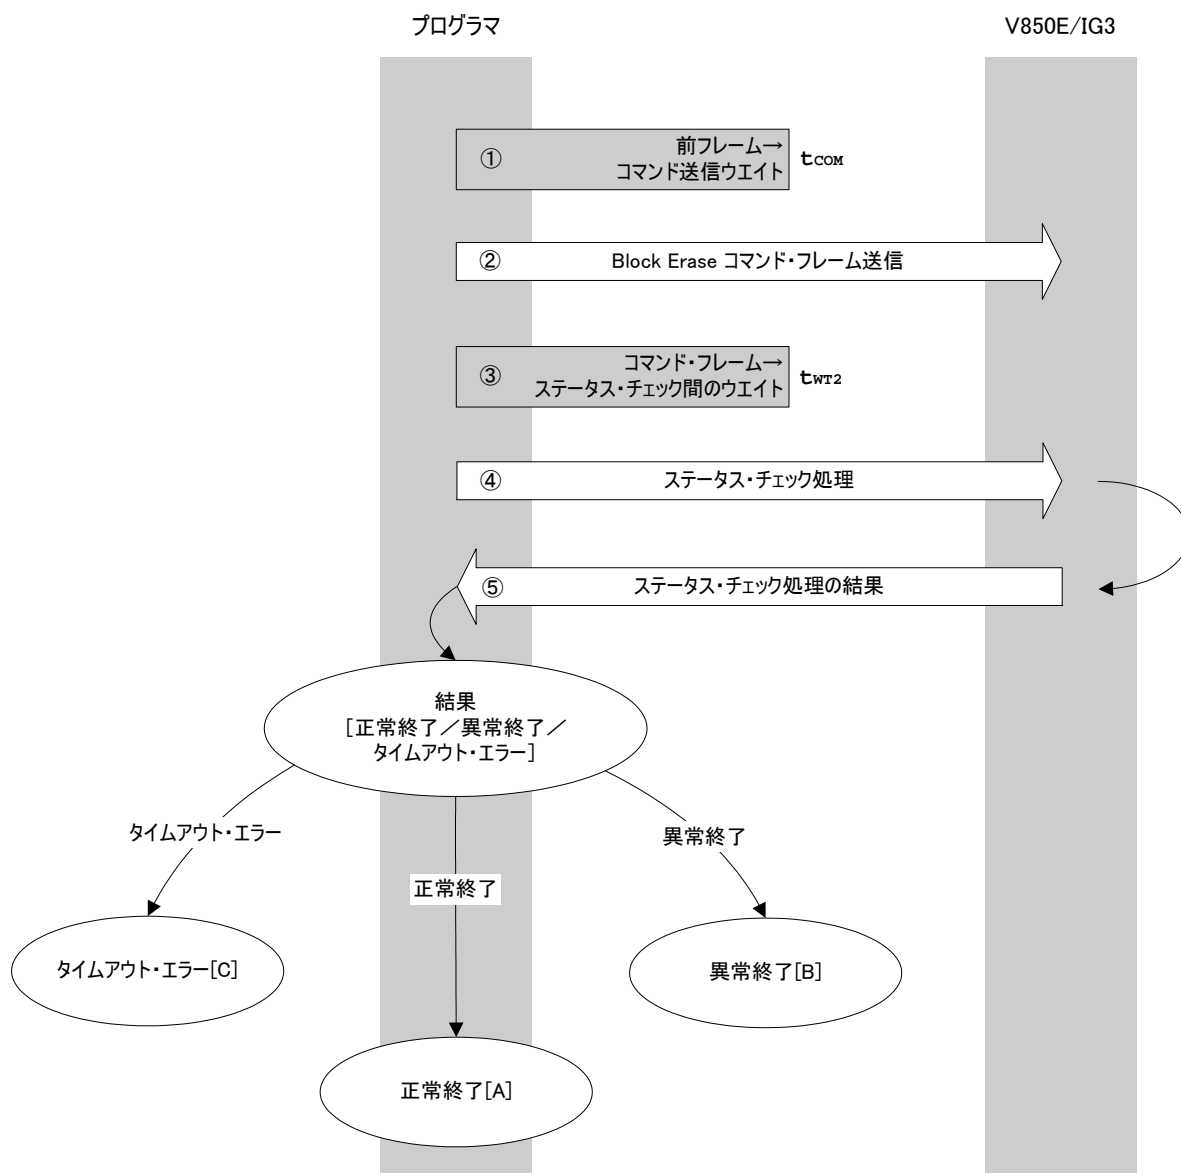 プログラマ
V850E/IG3
①
前フレーム→
コマンド送信ウエイト
tCOM
②
Block Erase コマンド・フレーム送信
③
コマンド・フレーム→
ステータス・チェック間のウエイト
tWT2
④
ステータス・チェック処理
⑤
ステータス・チェック処理の結果
結果
[正常終了／異常終了／
タイムアウト・エラー]
タイムアウト・エラー
異常終了
正常終了
タイムアウト・エラー[C]
異常終了[B]
正常終了[A]